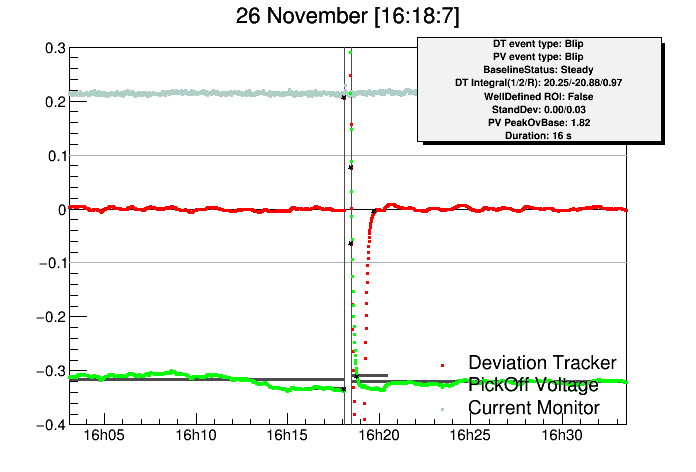 26 November [16:18:7]
DT event type: Blip
PV event type: Blip
BaselineStatus: Steady
DT Integral(1/2/R): 20.25/-20.88/0.97
WellDefined ROI: False
StandDev: 0.00/0.03
PV PeakOvBase: 1.82
Duration: 16 s
0.3
0.2
0.1
0
−0.1
−0.2
−0.3
−0.4
Deviation Tracker
PickOff Voltage
Current Monitor
16h05 16h10 16h15 16h20 16h25 16h30